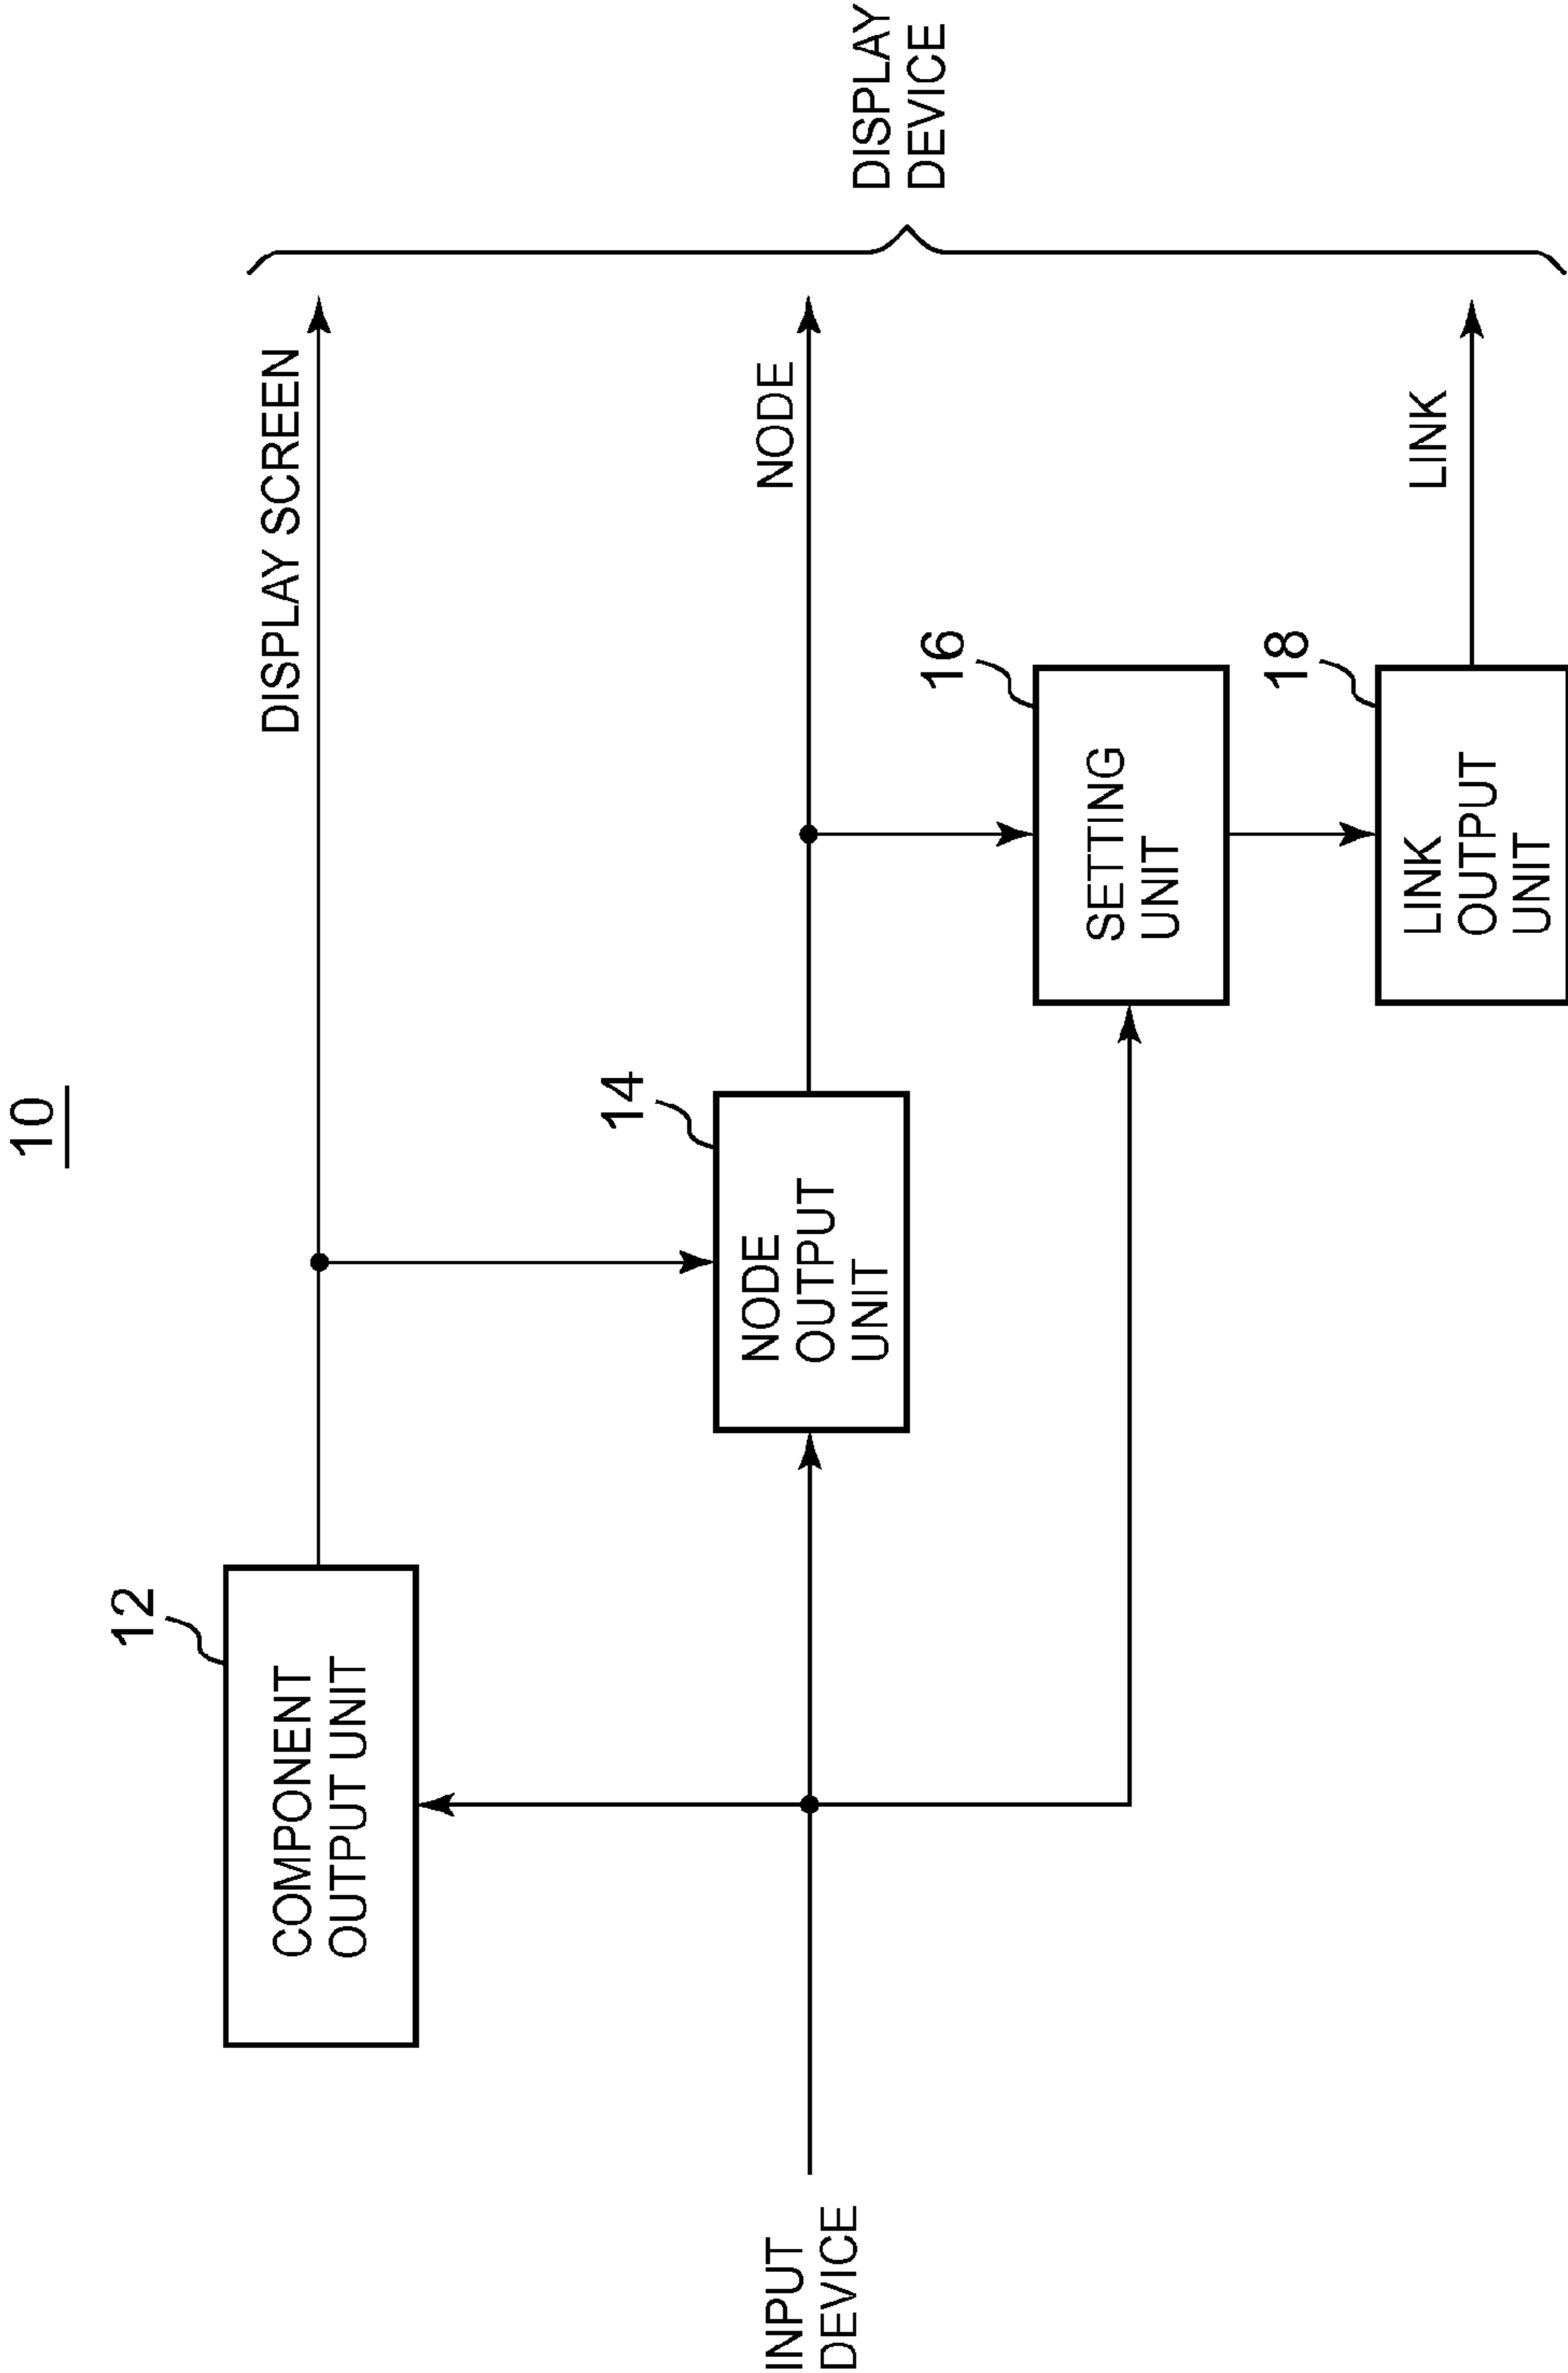 10
12
COMPONENT
OUTPUT UNIT
DISPLAY SCREEN
14
NODE
OUTPUT
UNIT
NODE
INPUT
DEVICE
DISPLAY
DEVICE
16
SETTING
UNIT
18
LINK
OUTPUT
UNIT
LINK